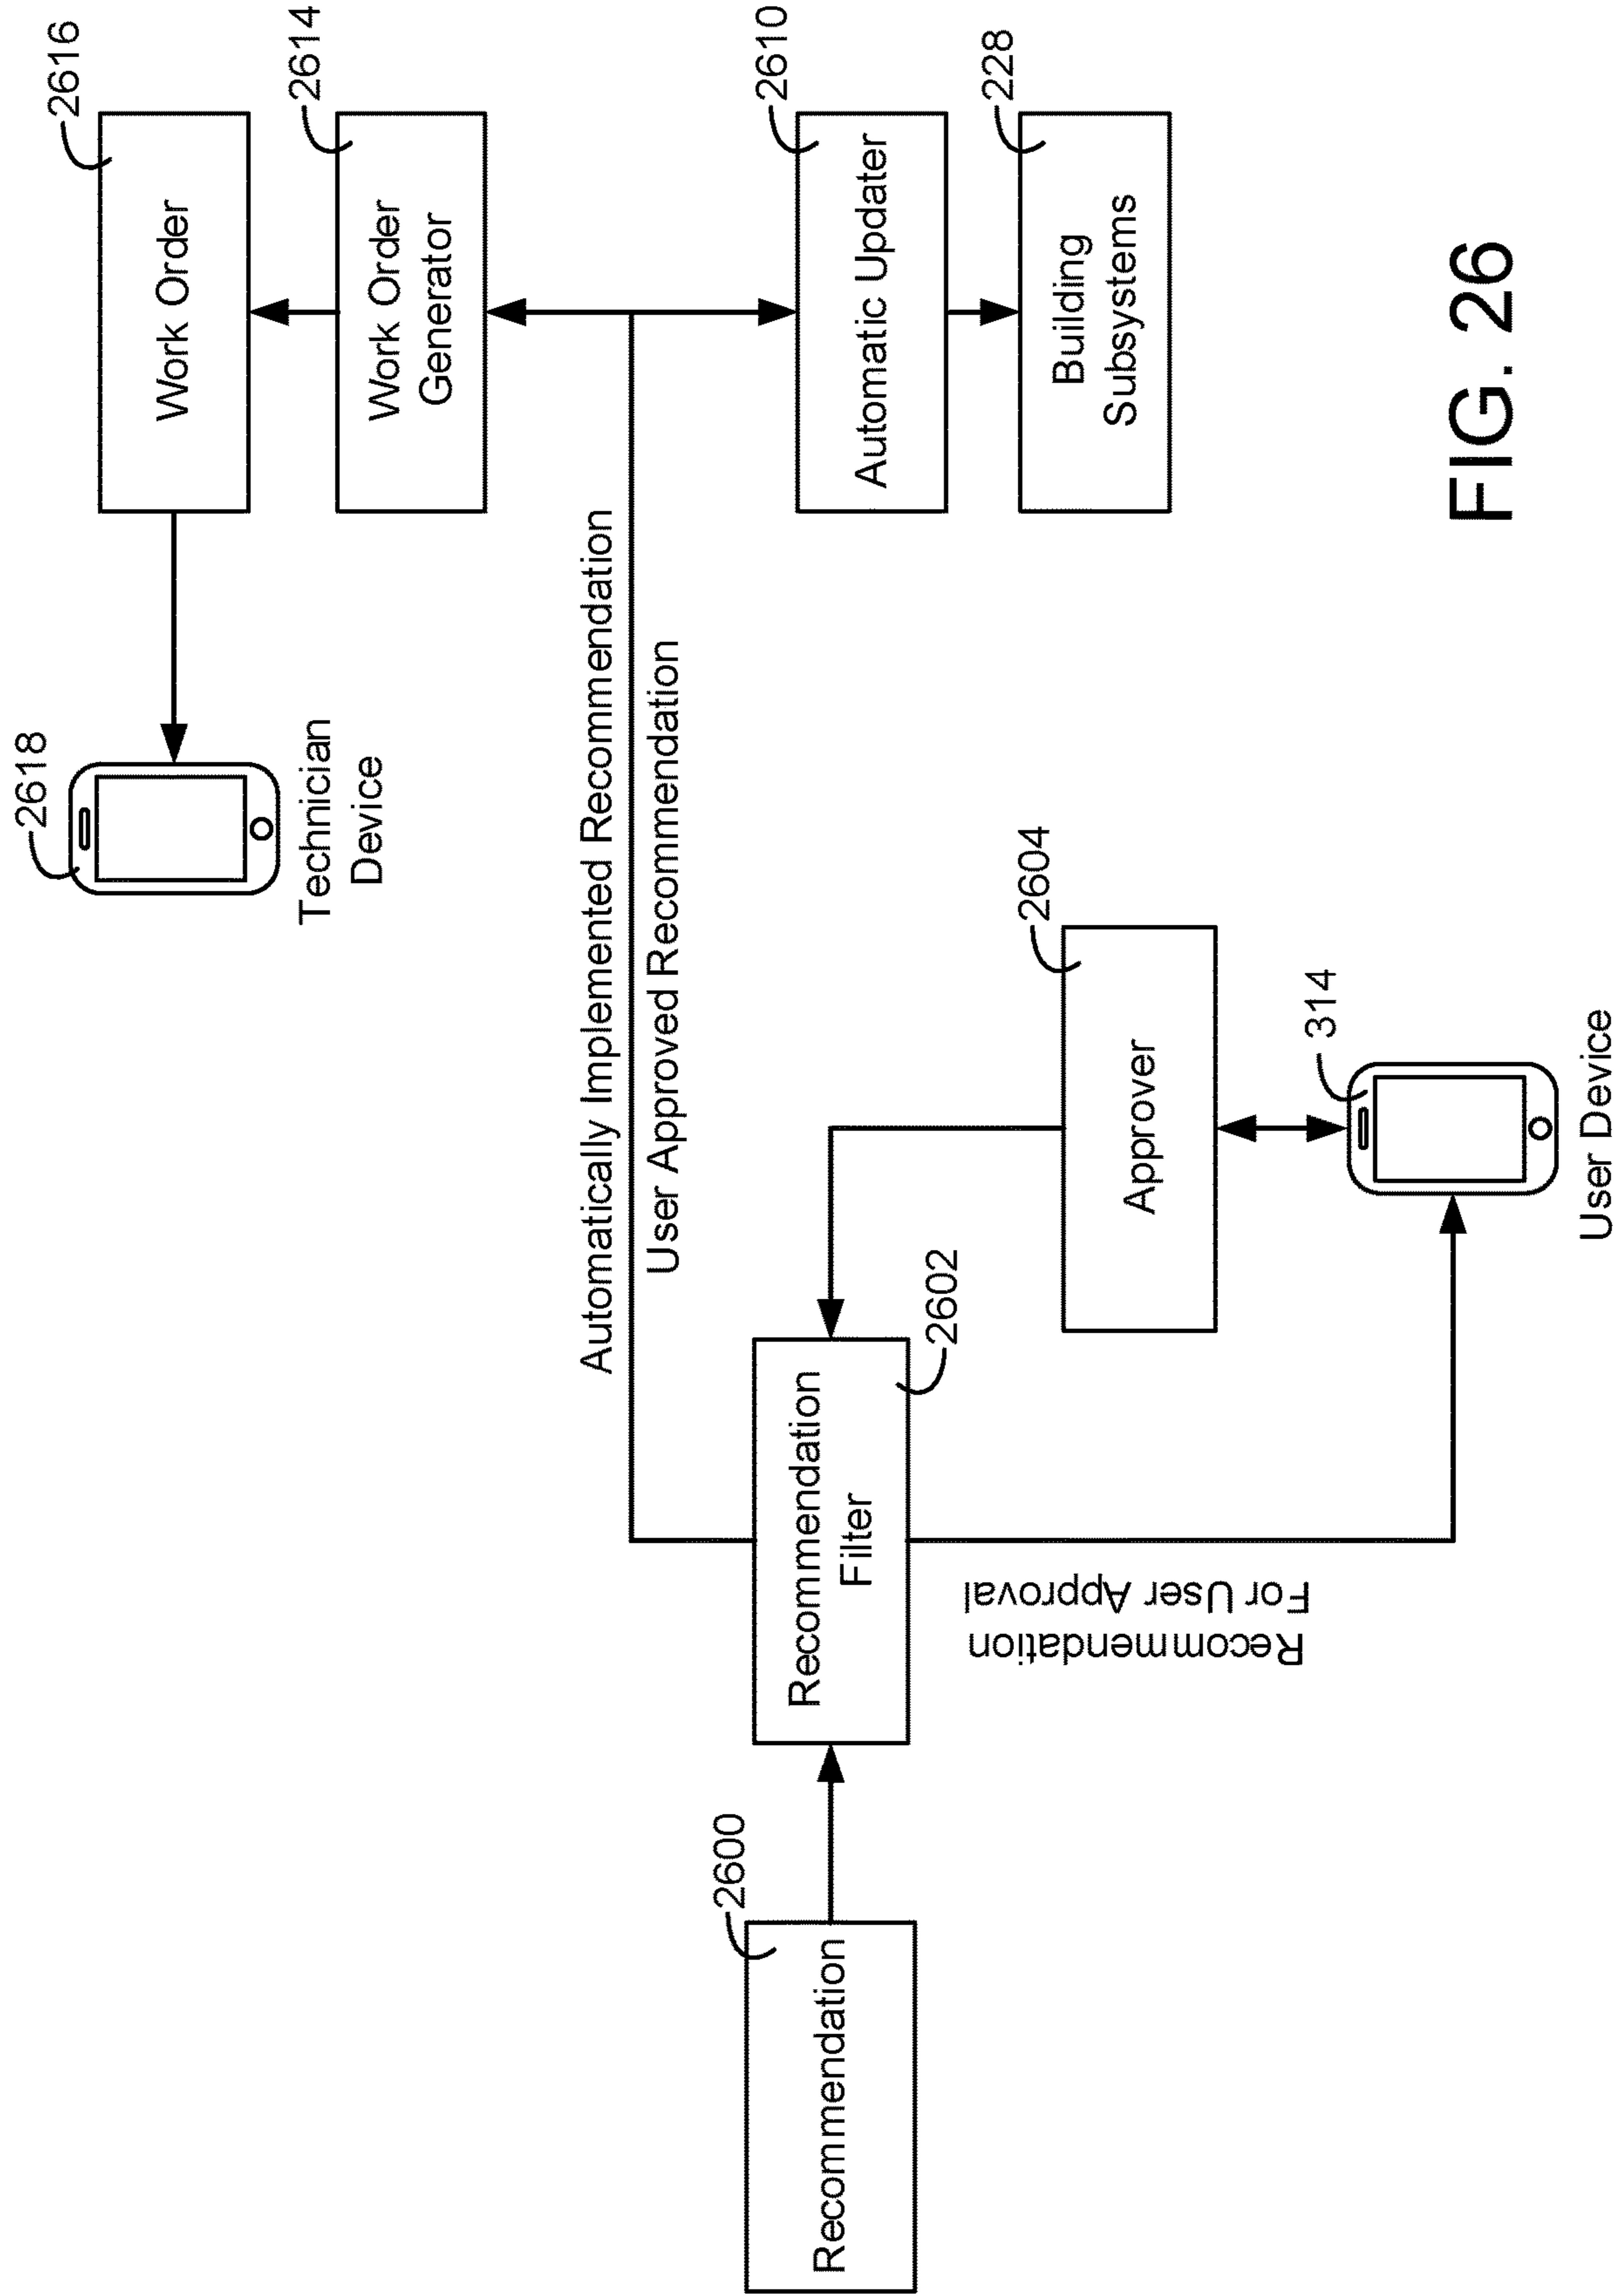 2618
Technician
Device
2616
Work Order
2614
Work Order
Generator
Automatically Implemented Recommendation
User Approved Recommendation
2610
Automatic Updater
228
Building
Subsystems
2600
Recommendation
Recommendation
Filter
2602
Recommendation
For User Approval
2604
Approver
314
User Device
FIG. 26